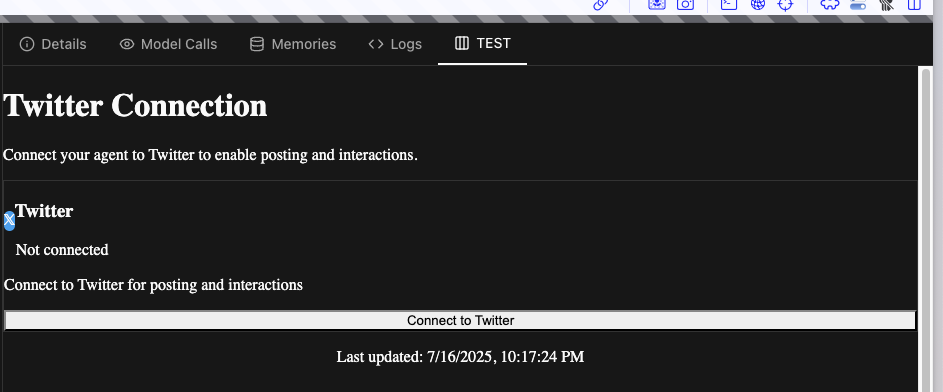 Details Model Calls Memories Logs TEST
Twitter Connection
Connect your agent to Twitter to enable posting and interactions.
𝕏 Twitter
Not connected
Connect to Twitter for posting and interactions
Connect to Twitter
Last updated: 7/16/2025, 10:17:24 PM